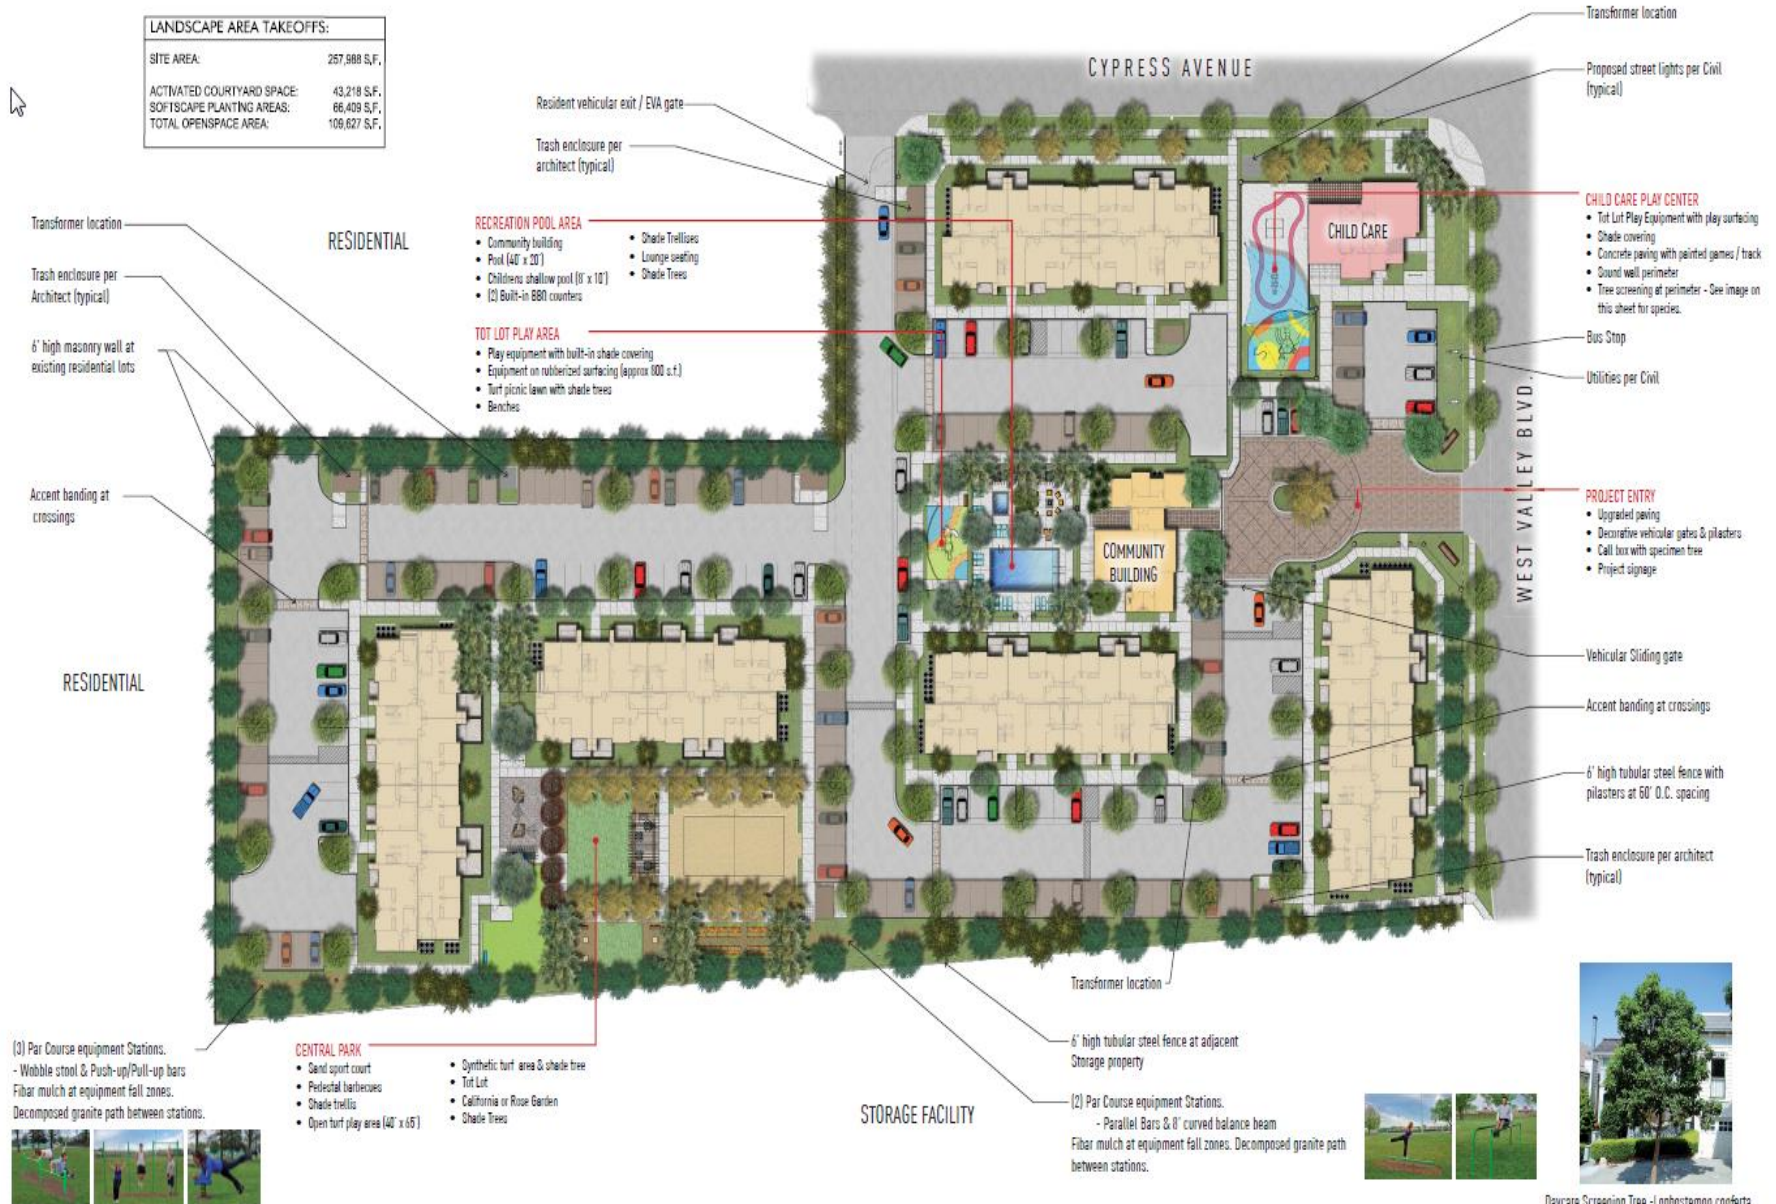 LANDSCAPE AREA TAKEOFFS:
SITE AREA: 257,988 S.F.
ACTIVATED COURTYARD SPACE: 43,218 S.F.
SOFTSCAPE PLANTING AREAS: 66,409 S.F.
TOTAL OPENSPACE AREA: 109,627 S.F.
Transformer location
CYPRESS AVENUE
Proposed street lights per Civil
(typical)
Resident vehicular exit / EVA gate
Trash enclosure per
architect (typical)
RESIDENTIAL
RECREATION POOL AREA
• Community building
• Pool (40' x 20')
• Childrens shallow pool (8' x 10')
• (2) Built-in BBQ counters
• Shade Trellises
• Lounge seating
• Shade Trees
TOT LOT PLAY AREA
• Play equipment with built-in shade covering
• Equipment on rubberized surfacing (approx 800 s.f.)
• Turf picnic lawn with shade trees
• Benches
Transformer location
Trash enclosure per
Architect (typical)
6' high masonry wall at
existing residential lots
Accent banding at
crossings
RESIDENTIAL
CHILD CARE
COMMUNITY
BUILDING
CHILD CARE PLAY CENTER
• Tot Lot Play Equipment with play surfacing
• Shade covering
• Concrete paving with painted games / track
• Sound wall perimeter
• Tree screening at perimeter - See image on
this sheet for species.
Bus Stop
Utilities per Civil
WEST VALLEY BLVD.
PROJECT ENTRY
• Upgraded paving
• Decorative vehicular gates & pilasters
• Call box with specimen tree
• Project signage
Vehicular Sliding gate
Accent banding at crossings
6' high tubular steel fence with
pilasters at 60' O.C. spacing
Trash enclosure per architect
(typical)
Transformer location
6' high tubular steel fence at adjacent
Storage property
(3) Par Course equipment Stations.
- Wobble stool & Push-up/Pull-up bars
Fibar mulch at equipment fall zones.
Decomposed granite path between stations.
CENTRAL PARK
• Sand sport court
• Pedestal barbecues
• Shade trellis
• Open turf play area (40' x 65')
• Synthetic turf area & shade tree
• Tot Lot
• California or Rose Garden
• Shade Trees
STORAGE FACILITY
(2) Par Course equipment Stations.
- Parallel Bars & 8' curved balance beam
Fibar mulch at equipment fall zones. Decomposed granite path
between stations.
Daycare Screening Tree - Lophostemon conferta